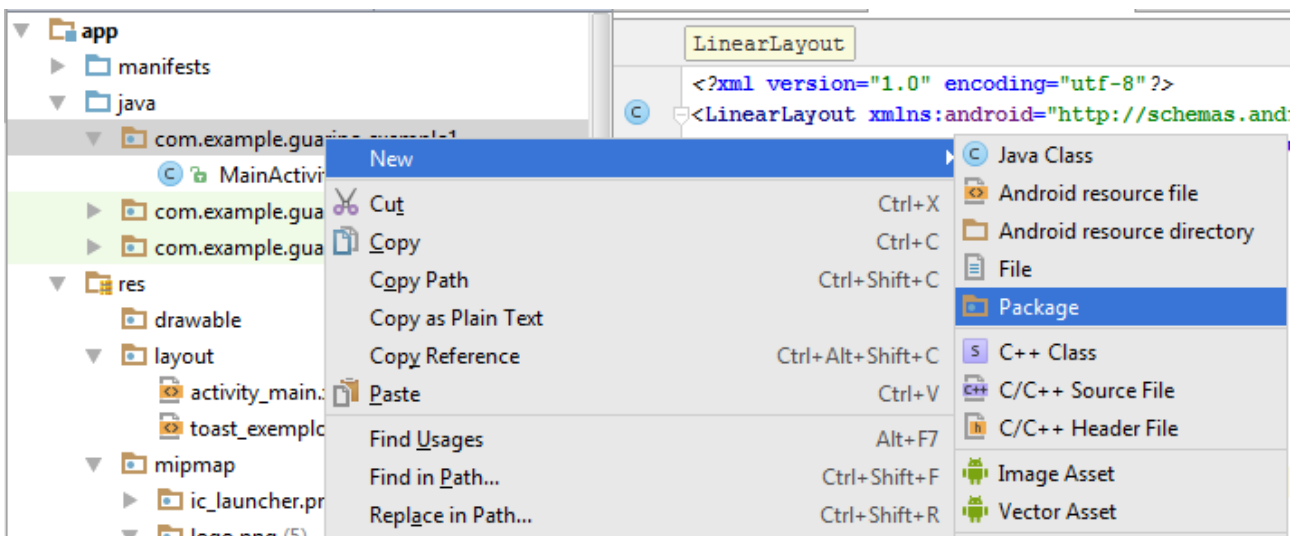 app
manifests
java
com.example.gua
MainActivi
com.example.gua
com.example.gua
res
drawable
layout
activity_main.
toast_exemplo
mipmap
ic_launcher.pr
(5)
LinearLayout
<?xml version="1.0" encoding="utf-8"?>
<LinearLayout xmlns:android="http://schemas.and
New
Cut Ctrl+X
Copy Ctrl+C
Copy Path Ctrl+Shift+C
Copy as Plain Text
Copy Reference Ctrl+Alt+Shift+C
Paste Ctrl+V
Find Usages Alt+F7
Find in Path... Ctrl+Shift+F
Replace in Path... Ctrl+Shift+R
C Java Class
Android resource file
Android resource directory
File
Package
S C++ Class
C++ C/C++ Source File
h C/C++ Header File
Image Asset
Vector Asset